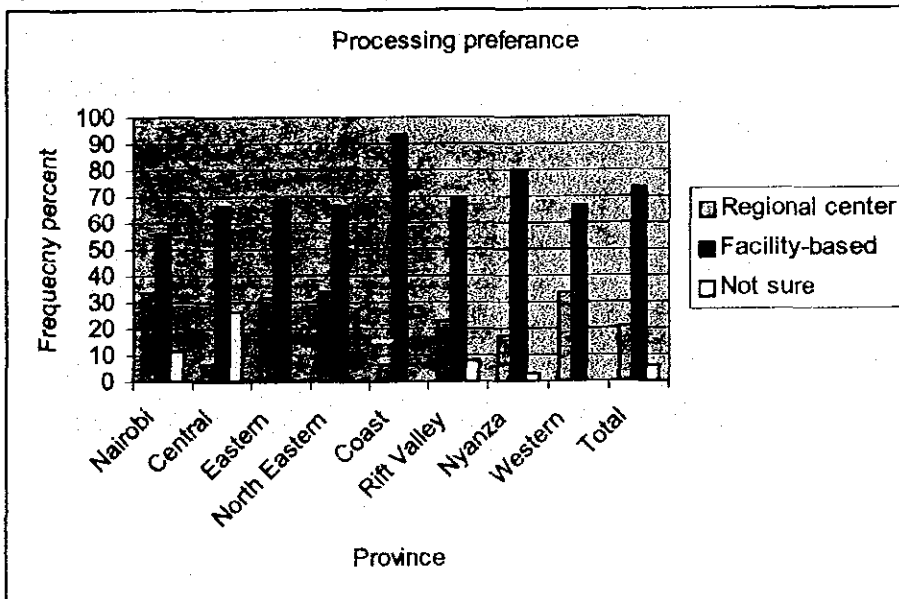 Processing preferance
Frequecny percent
100
90
80
70
60
50
40
30
20
10
0
Nairobi
Central
Eastern
North Eastern
Coast
Rift Valley
Nyanza
Western
Total
Province
Regional center
Facility-based
Not sure